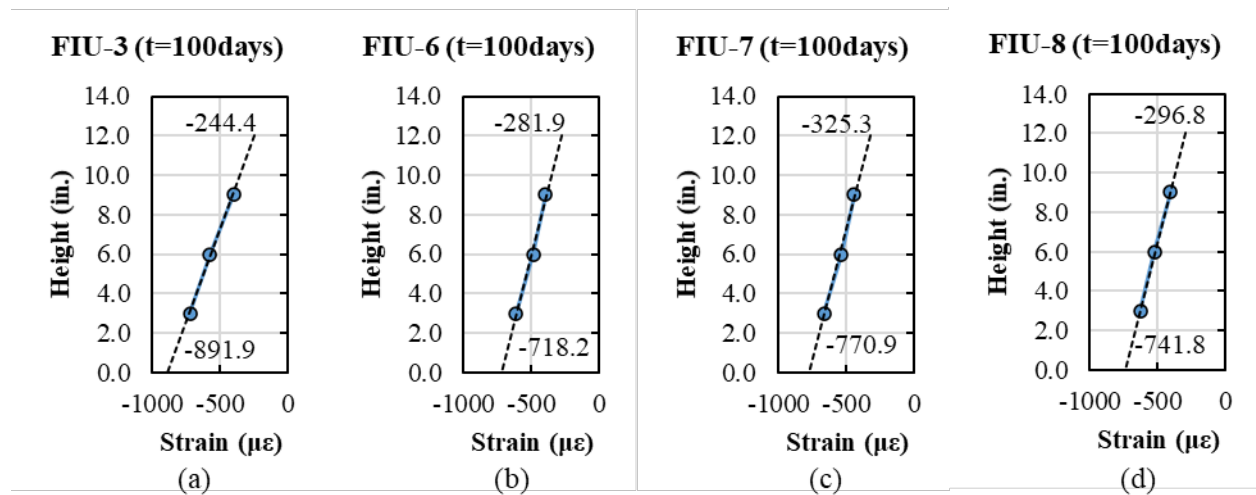 FIU-3 (t=100days)
14.0
12.0
10.0
8.0
6.0
4.0
2.0
0.0
-244.4
-891.9
Height (in.)
-1000 -500 0
Strain (με)
(a)
FIU-6 (t=100days)
14.0
12.0
10.0
8.0
6.0
4.0
2.0
0.0
-281.9
-718.2
Height (in.)
-1000 -500 0
Strain (με)
(b)
FIU-7 (t=100days)
14.0
12.0
10.0
8.0
6.0
4.0
2.0
0.0
-325.3
-770.9
Height (in.)
-1000 -500 0
Strain (με)
(c)
FIU-8 (t=100days)
14.0
12.0
10.0
8.0
6.0
4.0
2.0
0.0
-296.8
-741.8
Height (in.)
-1000 -500 0
Strain (με)
(d)